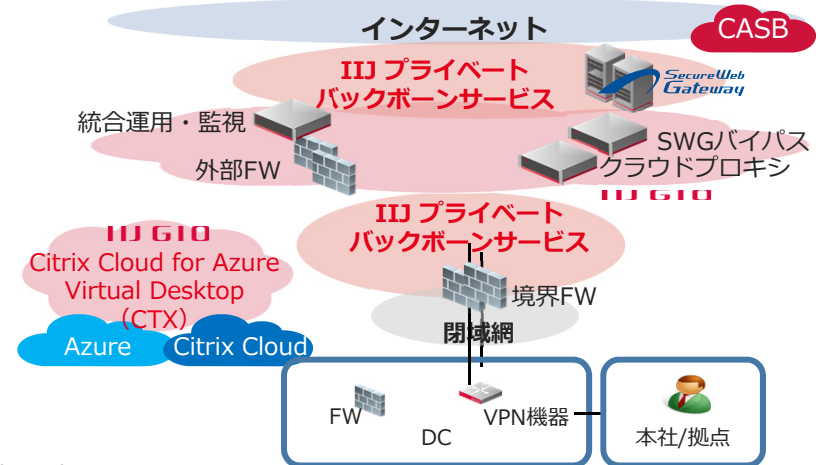 インターネット
CASB
IIJ プライベート
バックボーンサービス
SecureWeb
Gateway
統合運用・監視
外部FW
SWGバイパス
クラウドプロキシ
IIJ GIO
IIJ プライベート
バックボーンサービス
IIJ GIO
Citrix Cloud for Azure
Virtual Desktop
（CTX）
Azure
Citrix Cloud
境界FW
閉域網
FW
VPN機器
DC
本社/拠点